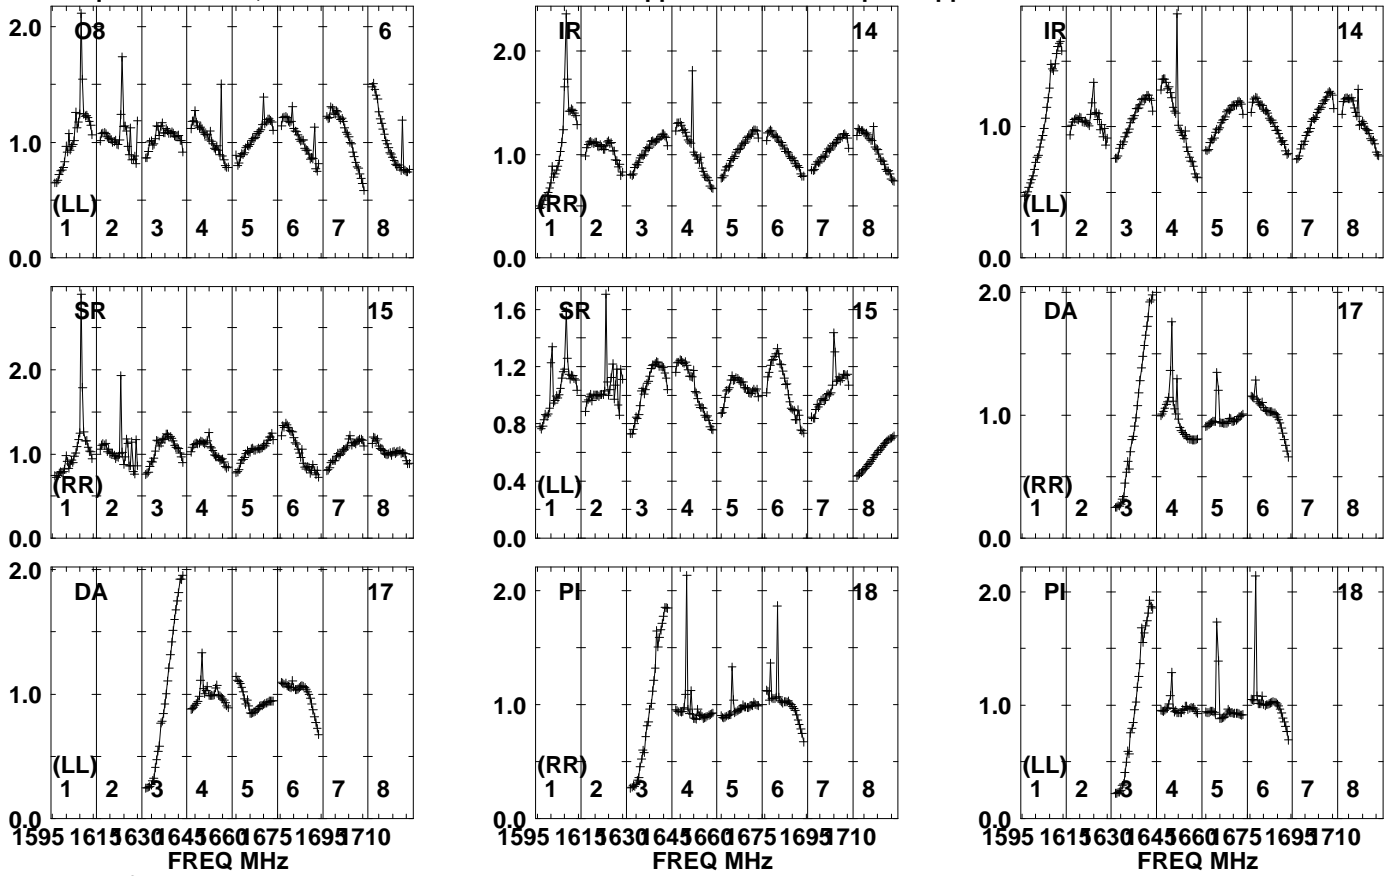 2.0 O8 6
1.0
(LL)
1 2 3 4 5 6 7 8
0.0
2.0 IR 14
1.0
(RR)
1 2 3 4 5 6 7 8
0.0
IR 14
1.0
(LL)
1 2 3 4 5 6 7 8
0.0
SR 15
2.0
1.0
(RR)
1 2 3 4 5 6 7 8
0.0
1.6 SR 15
1.2
0.8
0.4 (LL)
1 2 3 4 5 6 7 8
0.0
2.0 DA 17
1.0
(RR)
1 2 3 4 5 6 7 8
0.0
2.0 DA 17
1.0
(LL)
1 2 3 4 5 6 7 8
0.0
1595 1615 1630 1645 1660 1675 1695 1710
FREQ MHz
2.0 PI 18
1.0
(RR)
1 2 3 4 5 6 7 8
0.0
1595 1615 1630 1645 1660 1675 1695 1710
FREQ MHz
2.0 PI 18
1.0
(LL)
1 2 3 4 5 6 7 8
0.0
1595 1615 1630 1645 1660 1675 1695 1710
FREQ MHz